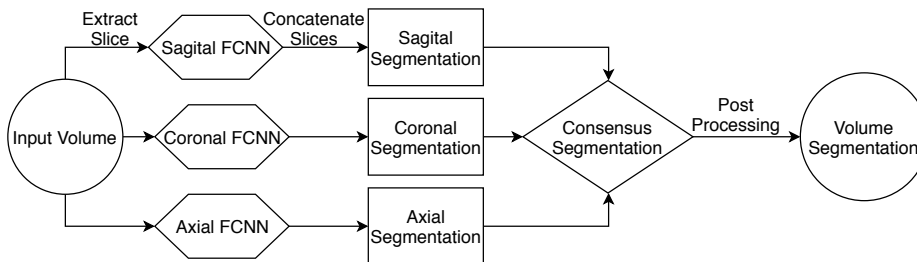 Extract
Slice
Sagital FCNN
Concatenate
Slices
Sagital
Segmentation
Input Volume
Coronal FCNN
Coronal
Segmentation
Consensus
Segmentation
Post
Processing
Volume
Segmentation
Axial FCNN
Axial
Segmentation